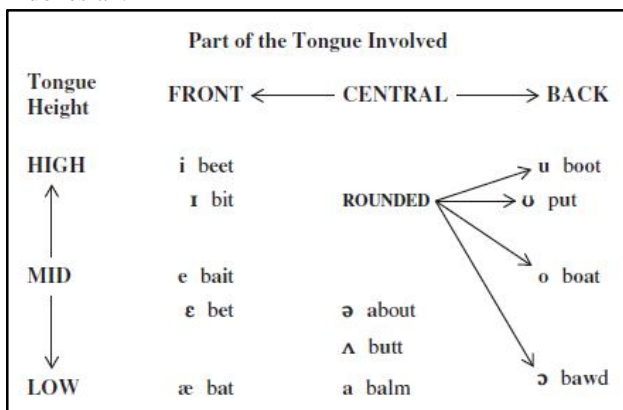 Part of the Tongue Involved
Tongue Height
FRONT CENTRAL BACK
HIGH i beet u boot
ɪ bit ROUNDED ʊ put
MID e bait o boat
ɛ bet ə about
ʌ butt
LOW æ bat a balm ɔ bawd